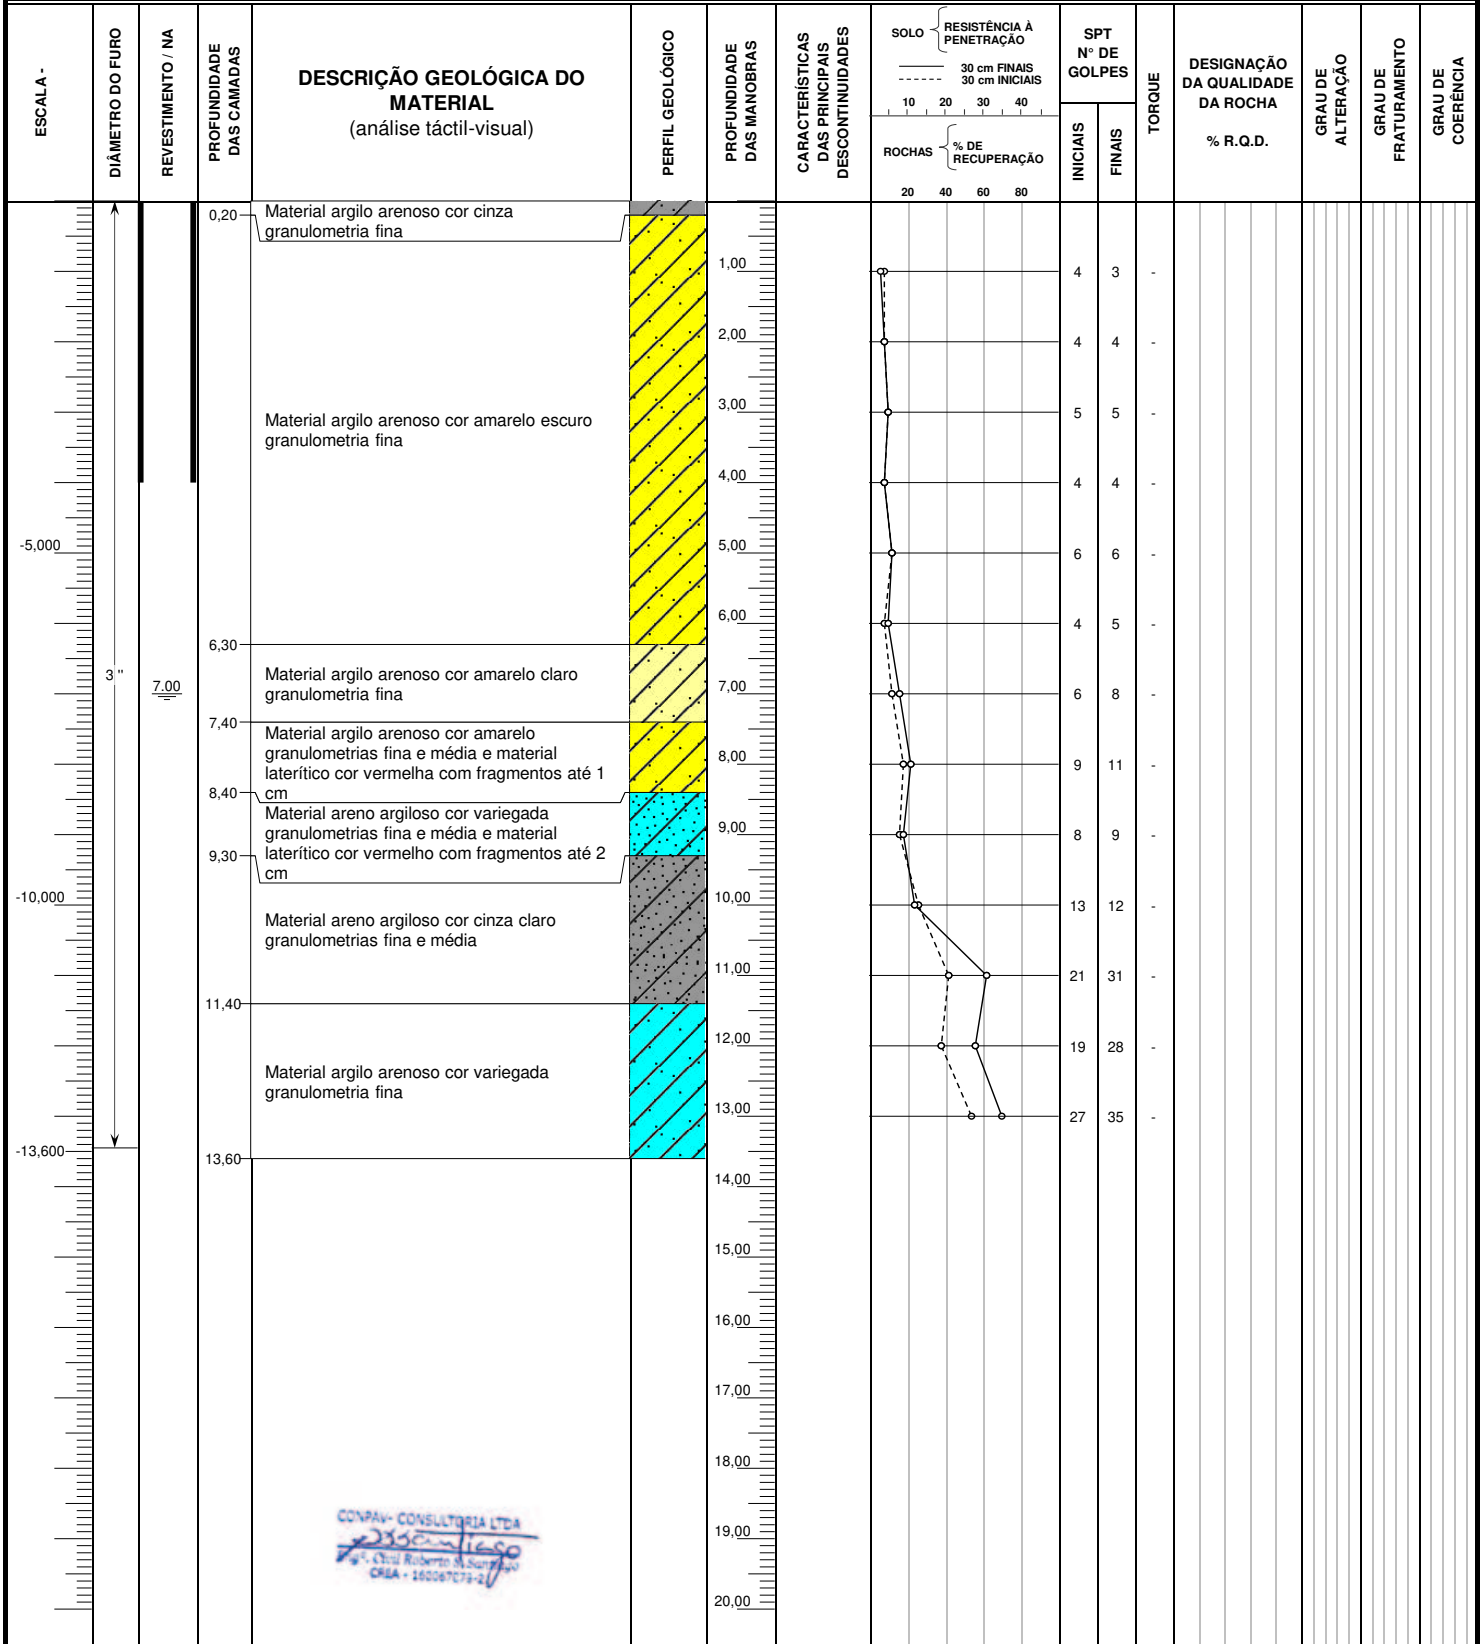 ESCALA -
DIÂMETRO DO FURO
REVESTIMENTO / NA
PROFUNDIDADE
DAS CAMADAS
DESCRIÇÃO GEOLÓGICA DO
MATERIAL
(análise táctil-visual)
PERFIL GEOLÓGICO
PROFUNDIDADE
DAS MANOBRAS
CARACTERÍSTICAS
DAS PRINCIPAIS
DESCONTINUIDADES
SOLO RESISTÊNCIA À
PENETRAÇÃO
30 cm FINAIS
30 cm INICIAIS
10 20 30 40
ROCHAS % DE
RECUPERAÇÃO
20 40 60 80
SPT
N° DE
GOLPES
INICIAIS
FINAIS
TORQUE
DESIGNAÇÃO
DA QUALIDADE
DA ROCHA
% R.Q.D.
GRAU DE
ALTERAÇÃO
GRAU DE
FRATURAMENTO
GRAU DE
COERÊNCIA
0,20 Material argilo arenoso cor cinza
granulometria fina
1,00 4 3 -
2,00 4 4 -
3,00 5 5 -
Material argilo arenoso cor amarelo escuro
granulometria fina
4,00 4 4 -
-5,000 5,00 6 6 -
6,00 4 5 -
6,30
3 "
7.00
Material argilo arenoso cor amarelo claro
granulometria fina
7,00 6 8 -
7,40
Material argilo arenoso cor amarelo
granulometrias fina e média e material
laterítico cor vermelha com fragmentos até 1
cm
8,00 9 11 -
8,40
Material areno argiloso cor variegada
granulometrias fina e média e material
laterítico cor vermelho com fragmentos até 2
cm
9,00 8 9 -
9,30
-10,000 10,00 13 12 -
Material areno argiloso cor cinza claro
granulometrias fina e média
11,00 21 31 -
11,40
12,00 19 28 -
Material argilo arenoso cor variegada
granulometria fina
13,00 27 35 -
-13,600
13,60
14,00
15,00
16,00
17,00
18,00
19,00
20,00
CONPAV- CONSULTORIA LTDA
Engº. Civil Roberto S. Santiago